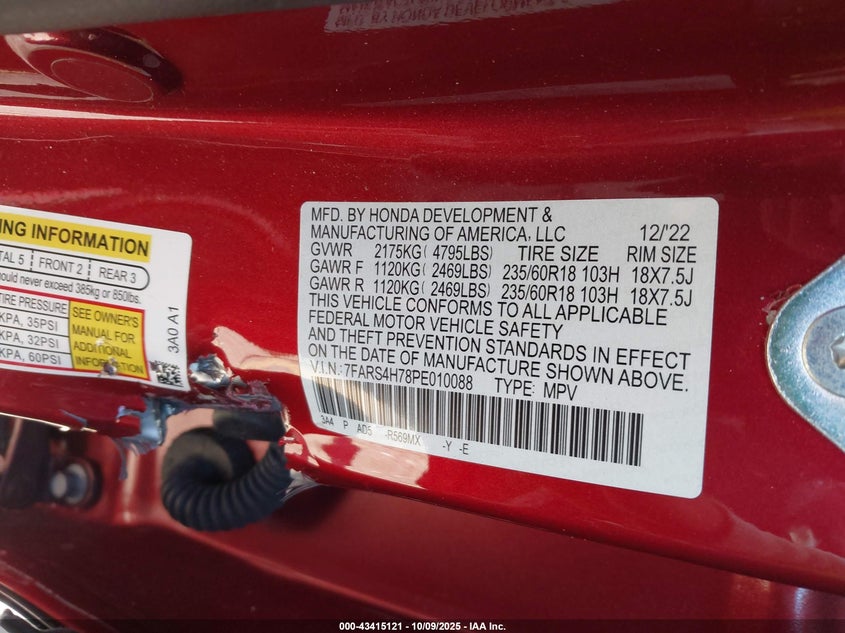 NG INFORMATION
TAL 5 FRONT 2 REAR 3
hould never exceed 385kg or 850lbs.
TIRE PRESSURE
KPA, 35PSI
KPA, 32PSI
KPA, 60PSI
SEE OWNER'S
MANUAL FOR
ADDITIONAL
INFORMATION
3A0 A1
MFD. BY HONDA DEVELOPMENT &
MANUFACTURING OF AMERICA, LLC 12/'22
GVWR 2175KG( 4795LBS) TIRE SIZE RIM SIZE
GAWR F 1120KG( 2469LBS) 235/60R18 103H 18X7.5J
GAWR R 1120KG( 2469LBS) 235/60R18 103H 18X7.5J
THIS VEHICLE CONFORMS TO ALL APPLICABLE
FEDERAL MOTOR VEHICLE SAFETY
AND THEFT PREVENTION STANDARDS IN EFFECT
ON THE DATE OF MANUFACTURE SHOWN ABOVE.
V.I.N.:7FARS4H78PE010088 TYPE: MPV
3A4 P AD5 -R569MX -Y -E
000-43415121 - 10/09/2025 - IAA Inc.